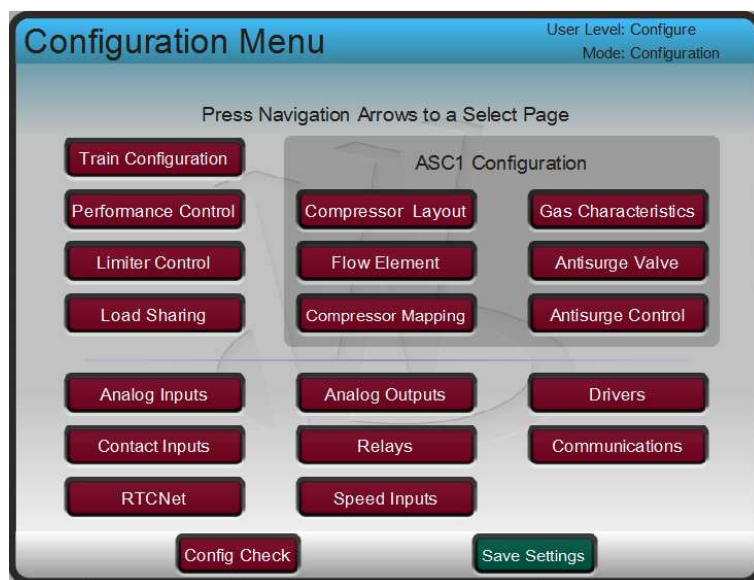 Configuration Menu
User Level: Configure
Mode: Configuration
Press Navigation Arrows to a Select Page
Train Configuration
ASC1 Configuration
Performance Control
Compressor Layout
Gas Characteristics
Limiter Control
Flow Element
Antisurge Valve
Load Sharing
Compressor Mapping
Antisurge Control
Analog Inputs
Analog Outputs
Drivers
Contact Inputs
Relays
Communications
RTCNet
Speed Inputs
Config Check
Save Settings